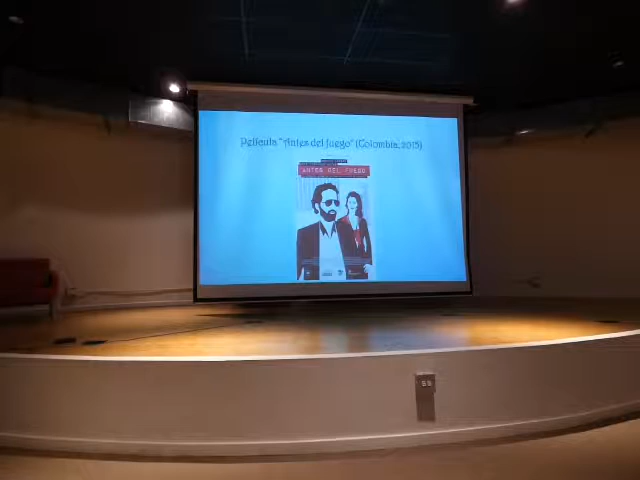 Película "Antes del fuego" (Colombia, 2015)
ANTES DEL FUEGO